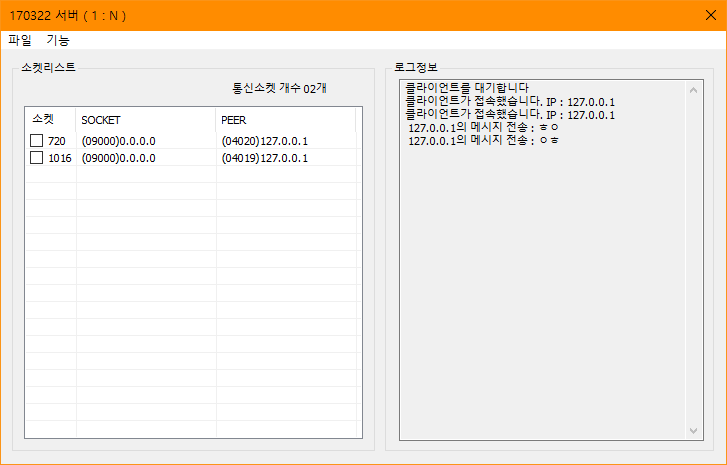 170322 서버 ( 1 : N )
파일 기능
소켓리스트
통신소켓 개수 02개
소켓 SOCKET PEER
720 (09000)0.0.0.0 (04020)127.0.0.1
1016 (09000)0.0.0.0 (04019)127.0.0.1
로그정보
클라이언트를 대기합니다
클라이언트가 접속했습니다. IP : 127.0.0.1
클라이언트가 접속했습니다. IP : 127.0.0.1
127.0.0.1의 메시지 전송 : ㅎㅇ
127.0.0.1의 메시지 전송 : ㅇㅎ